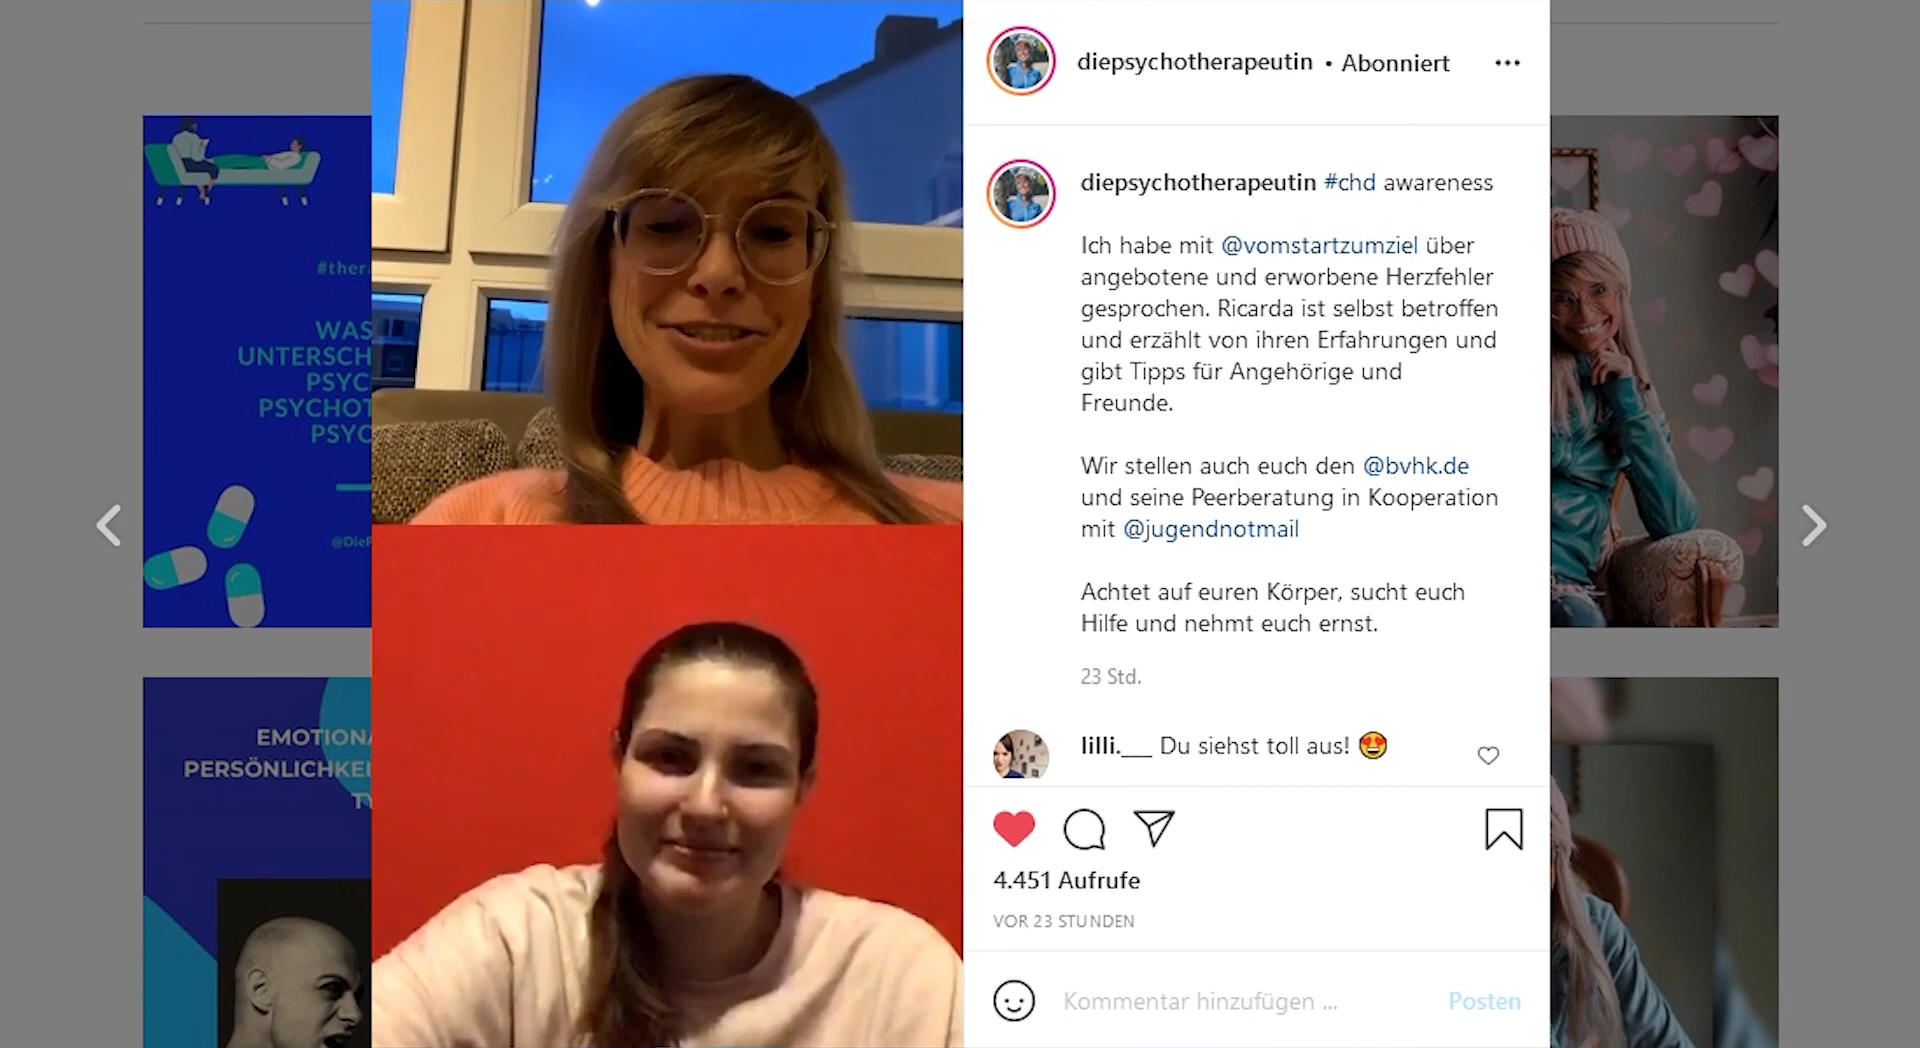 #ther
WAS
UNTERSCH
PSYC
PSYCHOT
PSYC
EMOTIONA
PERSÖNLICHKEI
TY
diepsychotherapeutin • Abonniert
diepsychotherapeutin #chd awareness
Ich habe mit @vomstartzumziel über
angebotene und erworbene Herzfehler
gesprochen. Ricarda ist selbst betroffen
und erzählt von ihren Erfahrungen und
gibt Tipps für Angehörige und
Freunde.
Wir stellen auch euch den @bvhk.de
und seine Peerberatung in Kooperation
mit @jugendnotmail
Achtet auf euren Körper, sucht euch
Hilfe und nehmt euch ernst.
23 Std.
lilli.___ Du siehst toll aus! 😍
4.451 Aufrufe
VOR 23 STUNDEN
Kommentar hinzufügen ... Posten